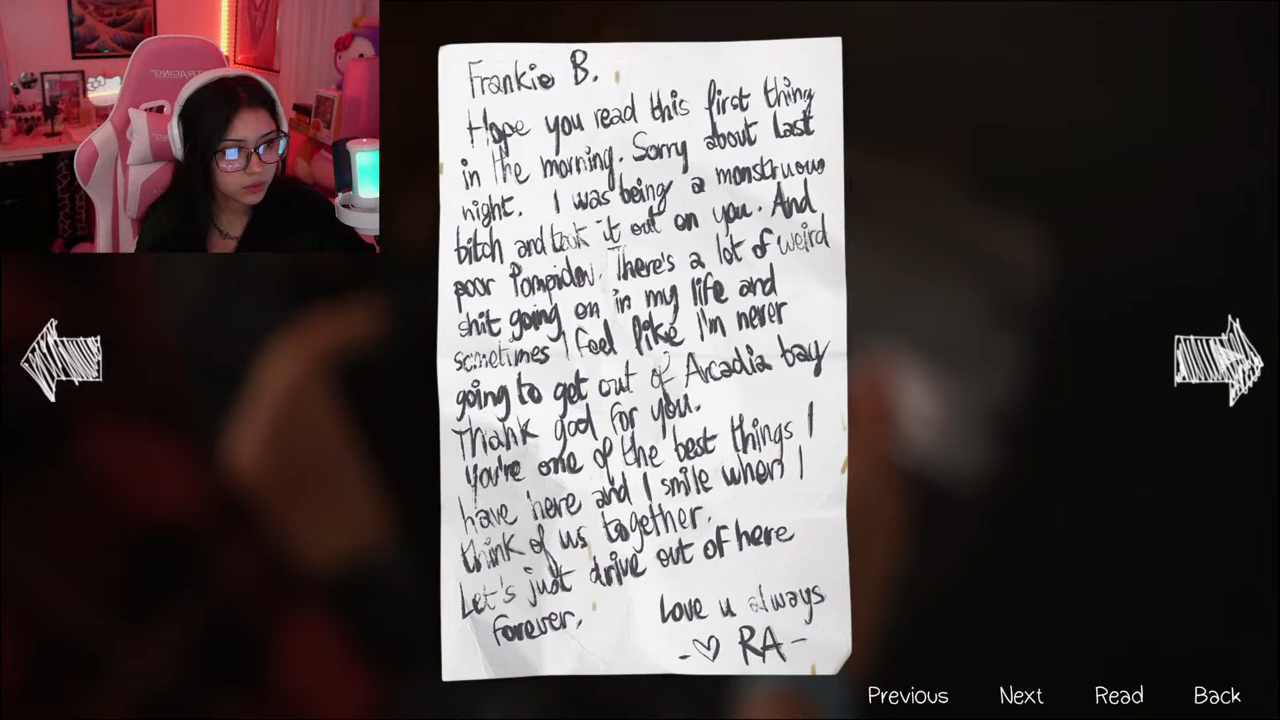 Frankie B.
Hope you read this first thing
in the morning. Sorry about last
night. I was being a monstruous
bitch and took it out on you. And
poor Pompidou. There's a lot of weird
shit going on in my life and
sometimes I feel like I'm never
going to get out of Arcadia bay
Thank god for you.
You're one of the best things I
have here and I smile when I
think of us together.
Let's just drive out of here
forever.
Love u always
-♡ RA-
Previous Next Read Back